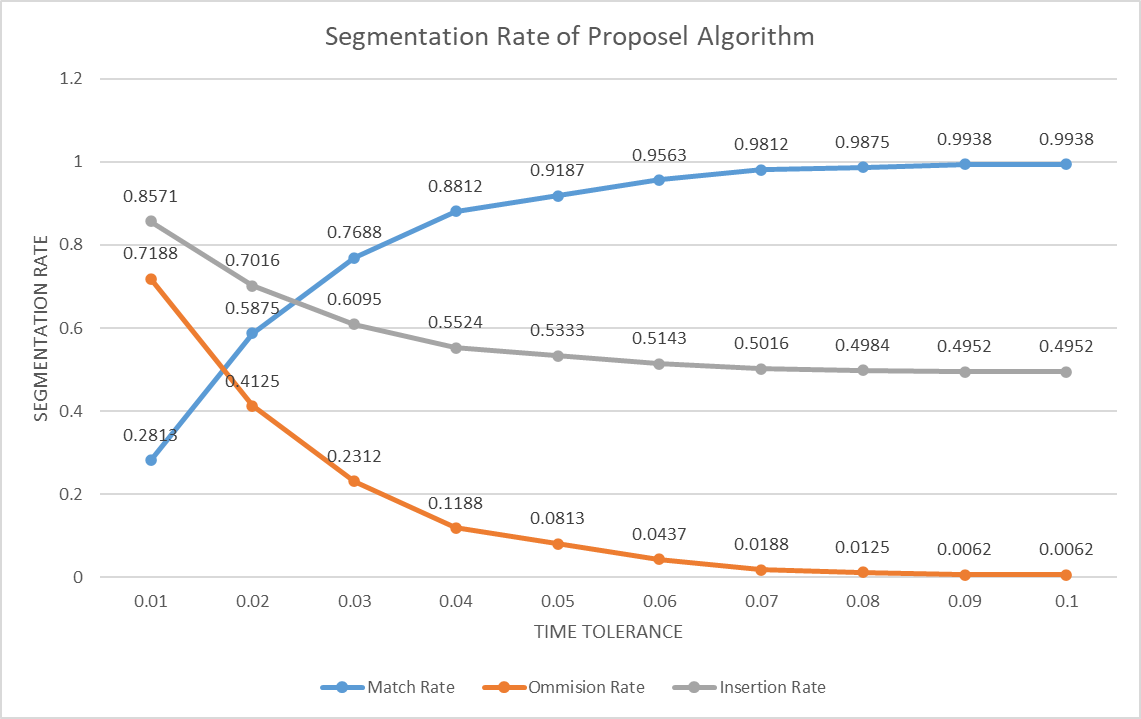 Segmentation Rate of Proposel Algorithm
1.2
1
0.8
0.6
0.4
0.2
0
SEGMENTATION RATE
0.2813 0.5875 0.7688 0.8812 0.9187 0.9563 0.9812 0.9875 0.9938 0.9938
0.7188 0.4125 0.2312 0.1188 0.0813 0.0437 0.0188 0.0125 0.0062 0.0062
0.8571 0.7016 0.6095 0.5524 0.5333 0.5143 0.5016 0.4984 0.4952 0.4952
0.01 0.02 0.03 0.04 0.05 0.06 0.07 0.08 0.09 0.1
TIME TOLERANCE
Match Rate Ommision Rate Insertion Rate